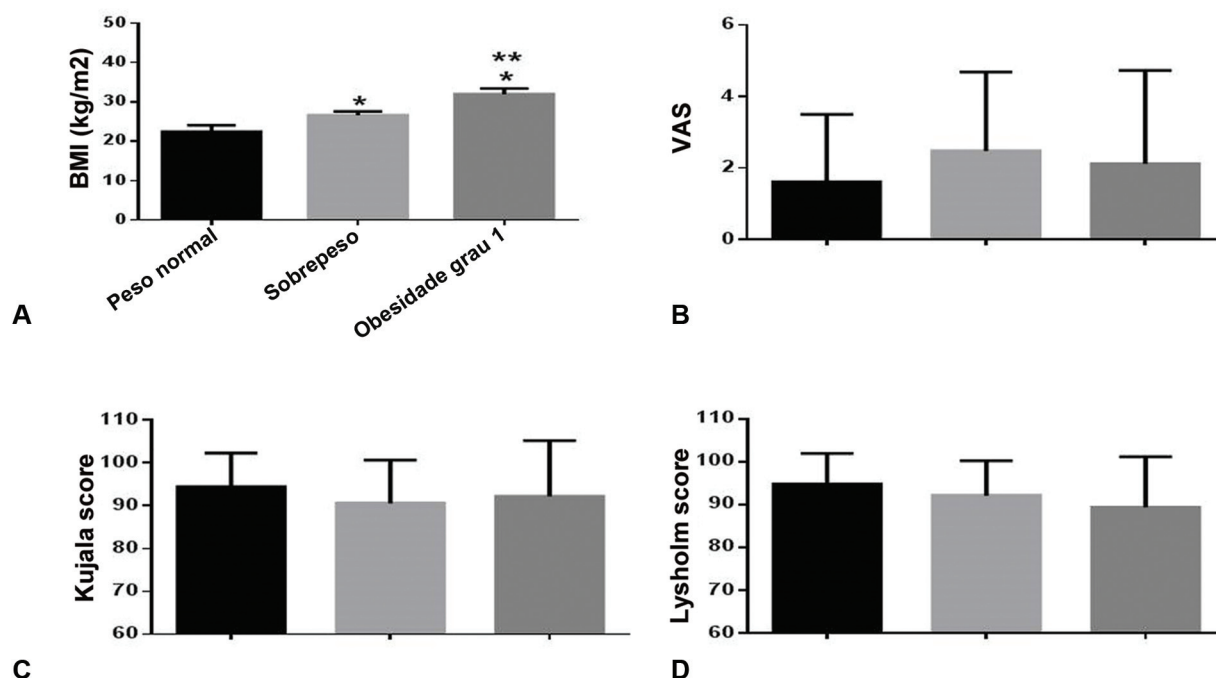 BMI (kg/m2)
50
40
30
20
10
0
*
**
*
Peso normal
Sobrepeso
Obesidade grau 1
A
VAS
6
4
2
0
B
Kujala score
110
100
90
80
70
60
C
Lysholm score
110
100
90
80
70
60
D